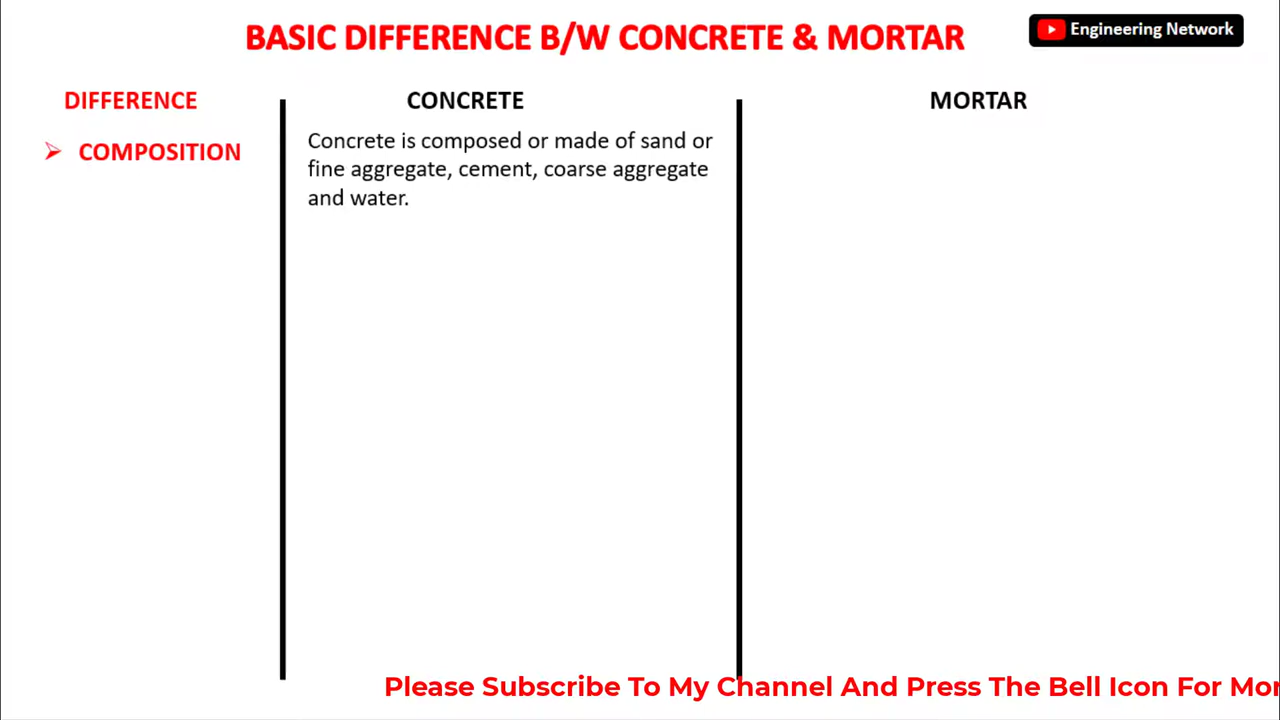 BASIC DIFFERENCE B/W CONCRETE & MORTAR
Engineering Network
DIFFERENCE
CONCRETE
MORTAR
COMPOSITION
Concrete is composed or made of sand or
fine aggregate, cement, coarse aggregate
and water.
Please Subscribe To My Channel And Press The Bell Icon For Mor